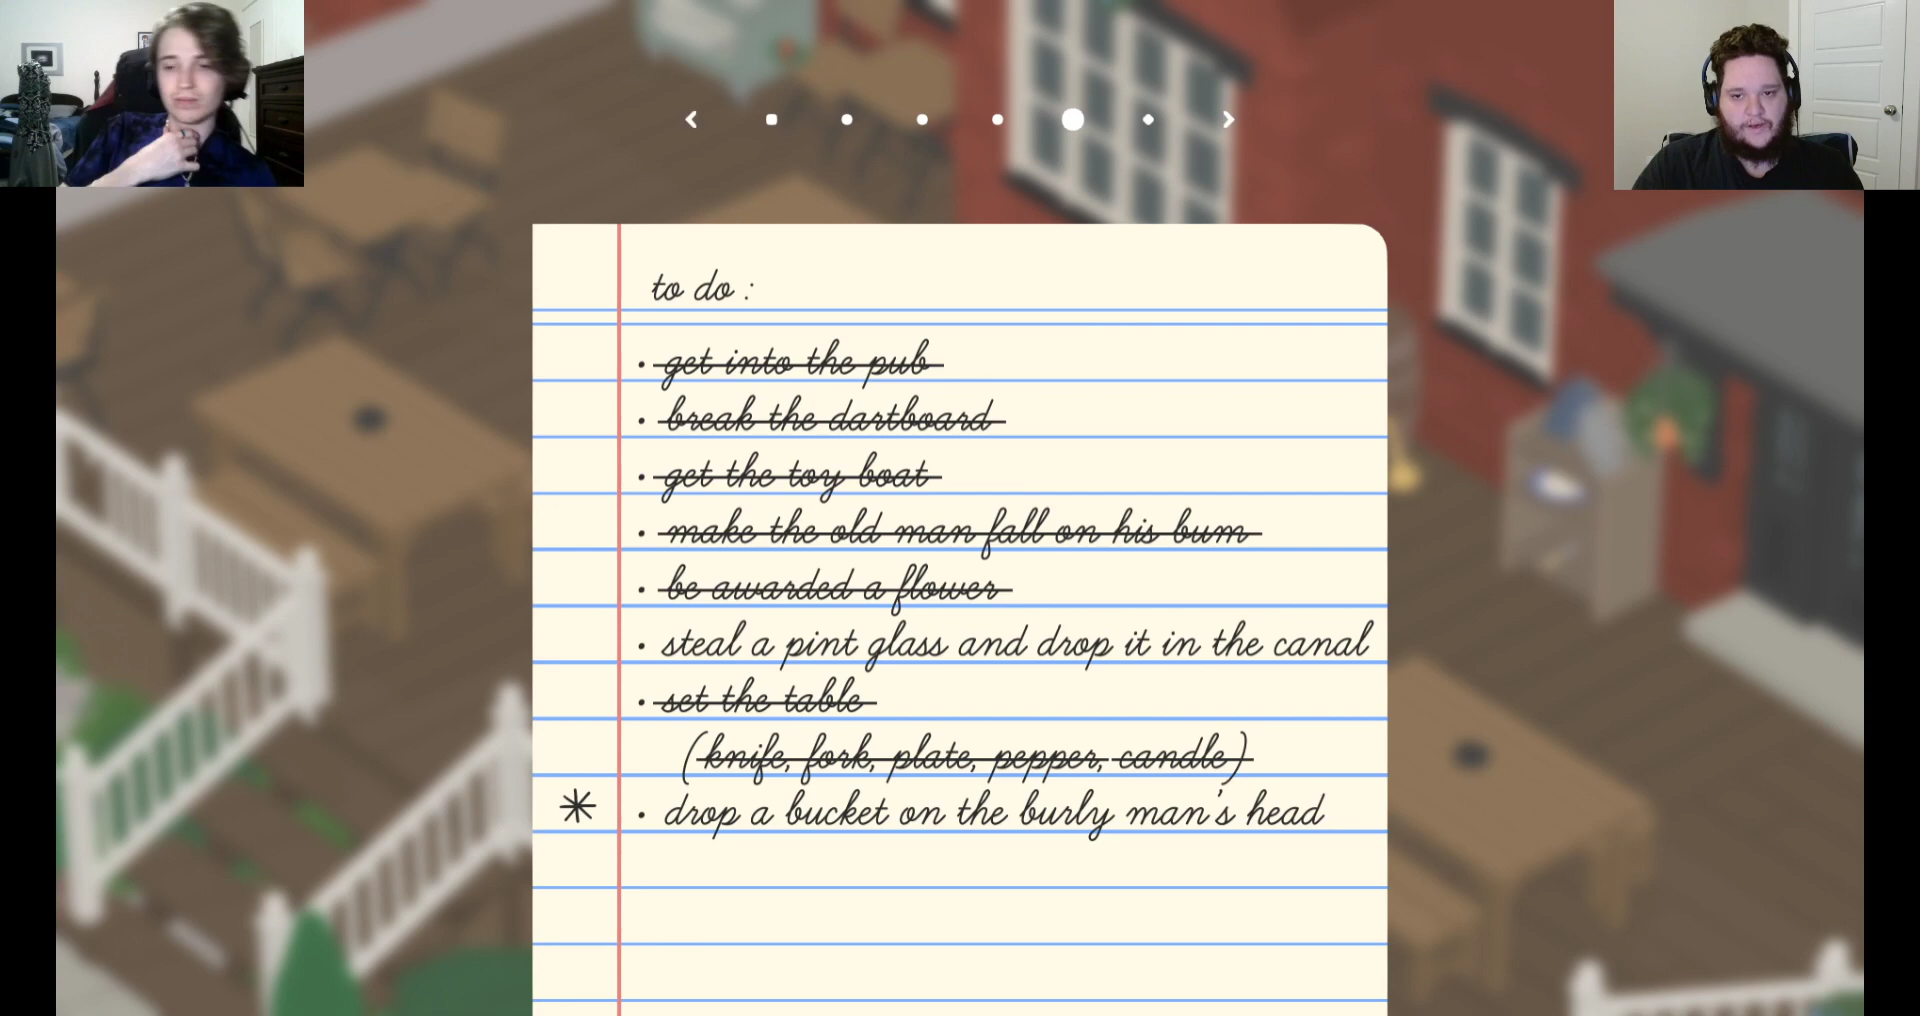 to do :
• get into the pub
• break the dartboard
• get the toy boat
• make the old man fall on his bum
• be awarded a flower
• steal a pint glass and drop it in the canal
• set the table
(knife, fork, plate, pepper, candle)
* • drop a bucket on the burly man's head